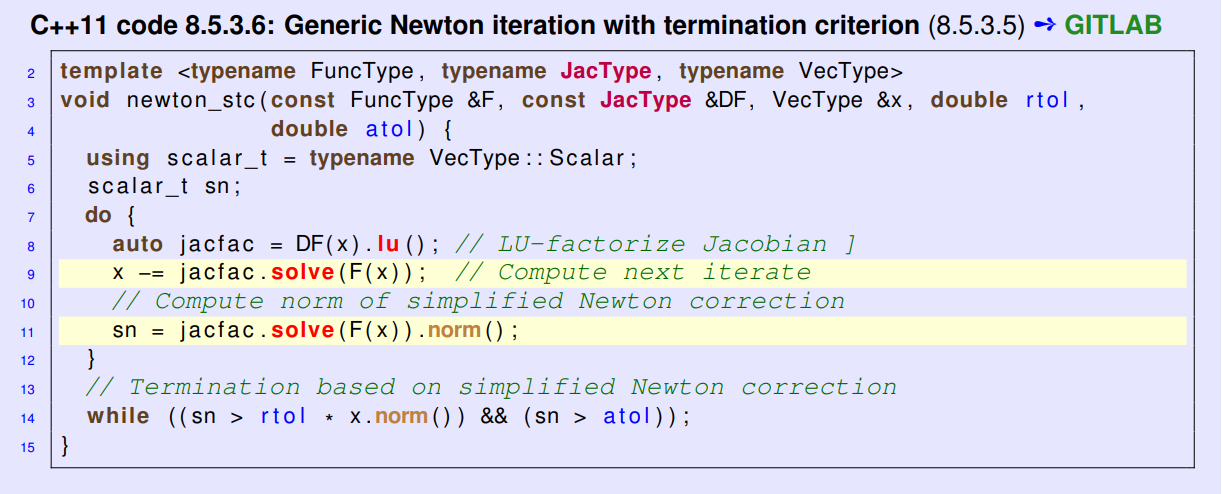 C++11 code 8.5.3.6: Generic Newton iteration with termination criterion (8.5.3.5) ➺ GITLAB
2 template <typename FuncType, typename JacType, typename VecType>
3 void newton_stc(const FuncType &F, const JacType &DF, VecType &x, double rtol,
4 double atol) {
5 using scalar_t = typename VecType::Scalar;
6 scalar_t sn;
7 do {
8 auto jacfac = DF(x).lu(); // LU-factorize Jacobian ]
9 x -= jacfac.solve(F(x)); // Compute next iterate
10 // Compute norm of simplified Newton correction
11 sn = jacfac.solve(F(x)).norm();
12 }
13 // Termination based on simplified Newton correction
14 while ((sn > rtol * x.norm()) && (sn > atol));
15 }